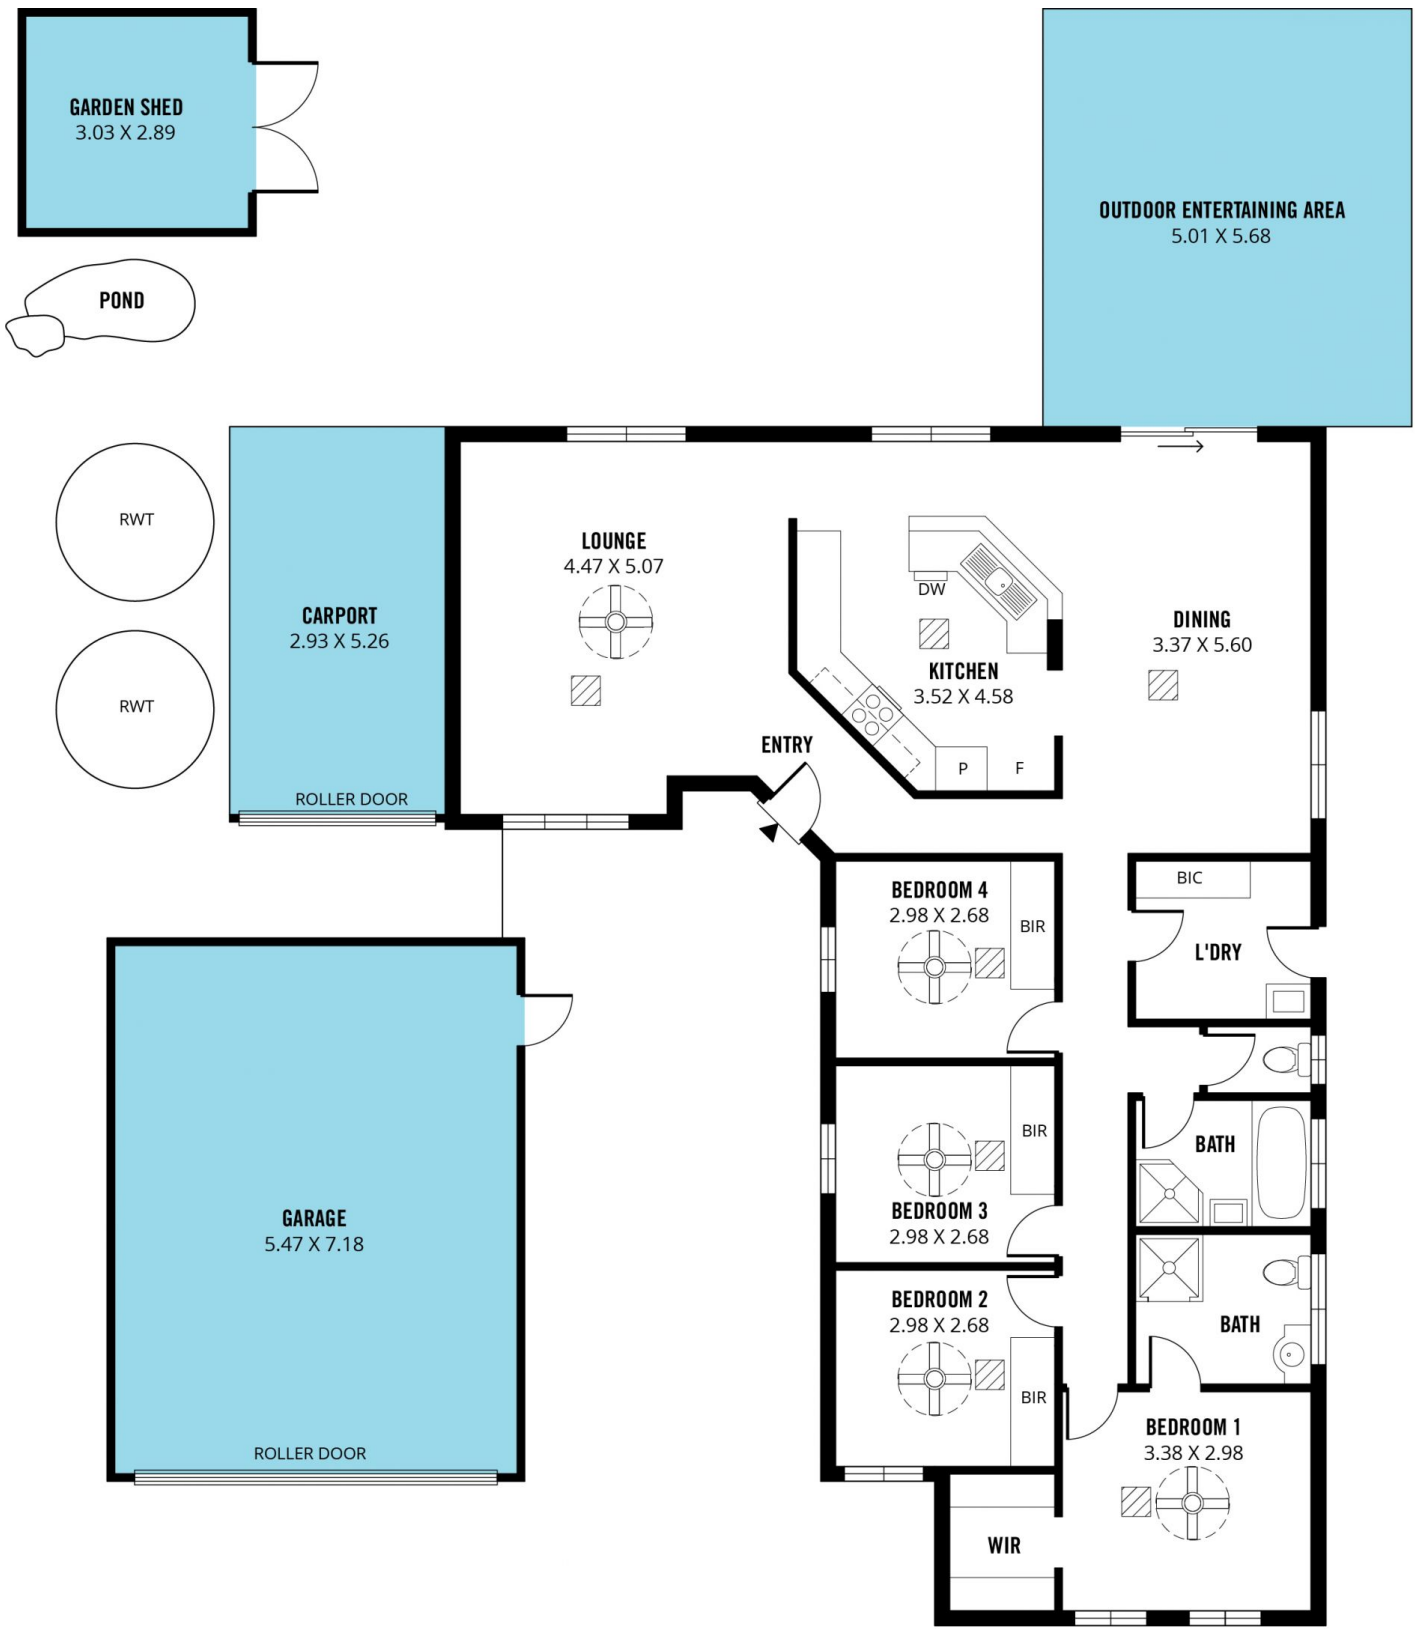 GARDEN SHED
3.03 X 2.89
OUTDOOR ENTERTAINING AREA
5.01 X 5.68
POND
RWT
RWT
CARPORT
2.93 X 5.26
ROLLER DOOR
LOUNGE
4.47 X 5.07
DW
KITCHEN
3.52 X 4.58
P
F
DINING
3.37 X 5.60
ENTRY
BEDROOM 4
2.98 X 2.68
BIR
BIC
L'DRY
BIR
BEDROOM 3
2.98 X 2.68
BATH
GARAGE
5.47 X 7.18
ROLLER DOOR
BEDROOM 2
2.98 X 2.68
BIR
BATH
BEDROOM 1
3.38 X 2.98
WIR